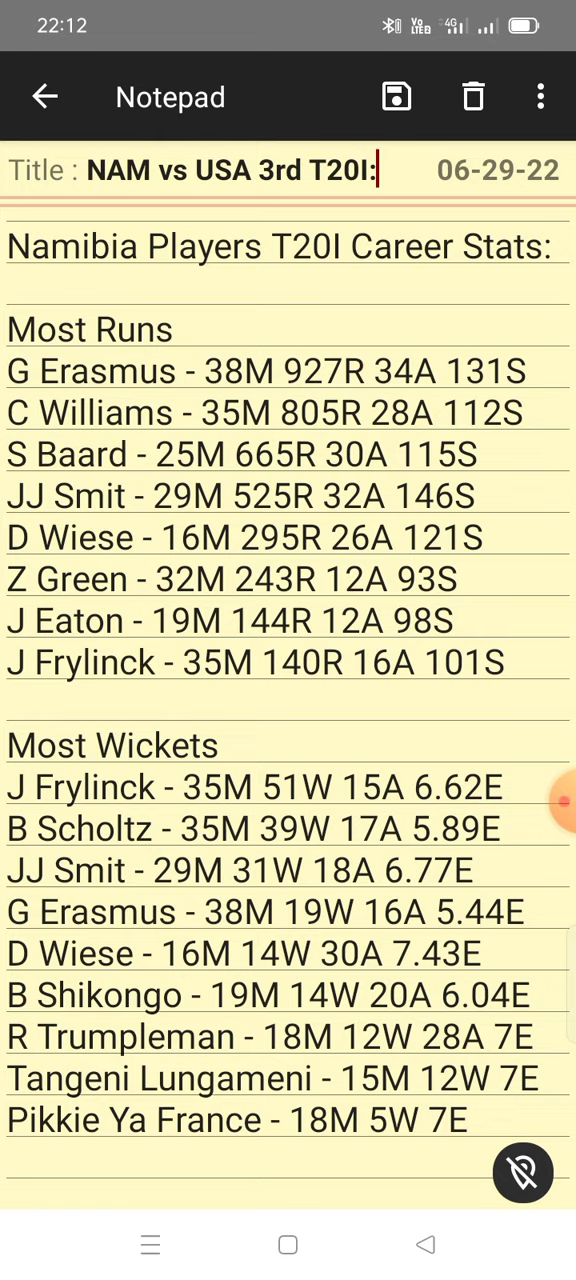 22:12
Vo LTE2 4G
Notepad
Title : NAM vs USA 3rd T20I: 06-29-22
Namibia Players T20I Career Stats:
Most Runs
G Erasmus - 38M 927R 34A 131S
C Williams - 35M 805R 28A 112S
S Baard - 25M 665R 30A 115S
JJ Smit - 29M 525R 32A 146S
D Wiese - 16M 295R 26A 121S
Z Green - 32M 243R 12A 93S
J Eaton - 19M 144R 12A 98S
J Frylinck - 35M 140R 16A 101S
Most Wickets
J Frylinck - 35M 51W 15A 6.62E
B Scholtz - 35M 39W 17A 5.89E
JJ Smit - 29M 31W 18A 6.77E
G Erasmus - 38M 19W 16A 5.44E
D Wiese - 16M 14W 30A 7.43E
B Shikongo - 19M 14W 20A 6.04E
R Trumpleman - 18M 12W 28A 7E
Tangeni Lungameni - 15M 12W 7E
Pikkie Ya France - 18M 5W 7E